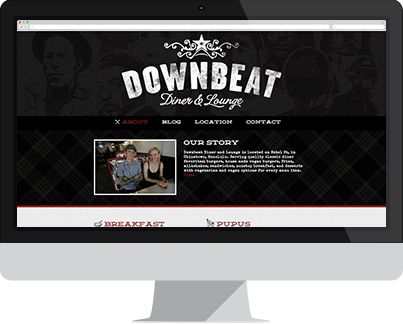 DOWNBEAT
Diner & Lounge
ABOUT BLOG LOCATION CONTACT
OUR STORY
Downbeat Diner and Lounge is located on Hotel St, in
Chinatown, Honolulu. Serving quality classic diner
favorites: burgers, house made vegan burgers, fries,
milkshakes, sandwiches, nonstop breakfast, and desserts
with vegetarian and vegan options for every menu item.
BREAKFAST PUPUS